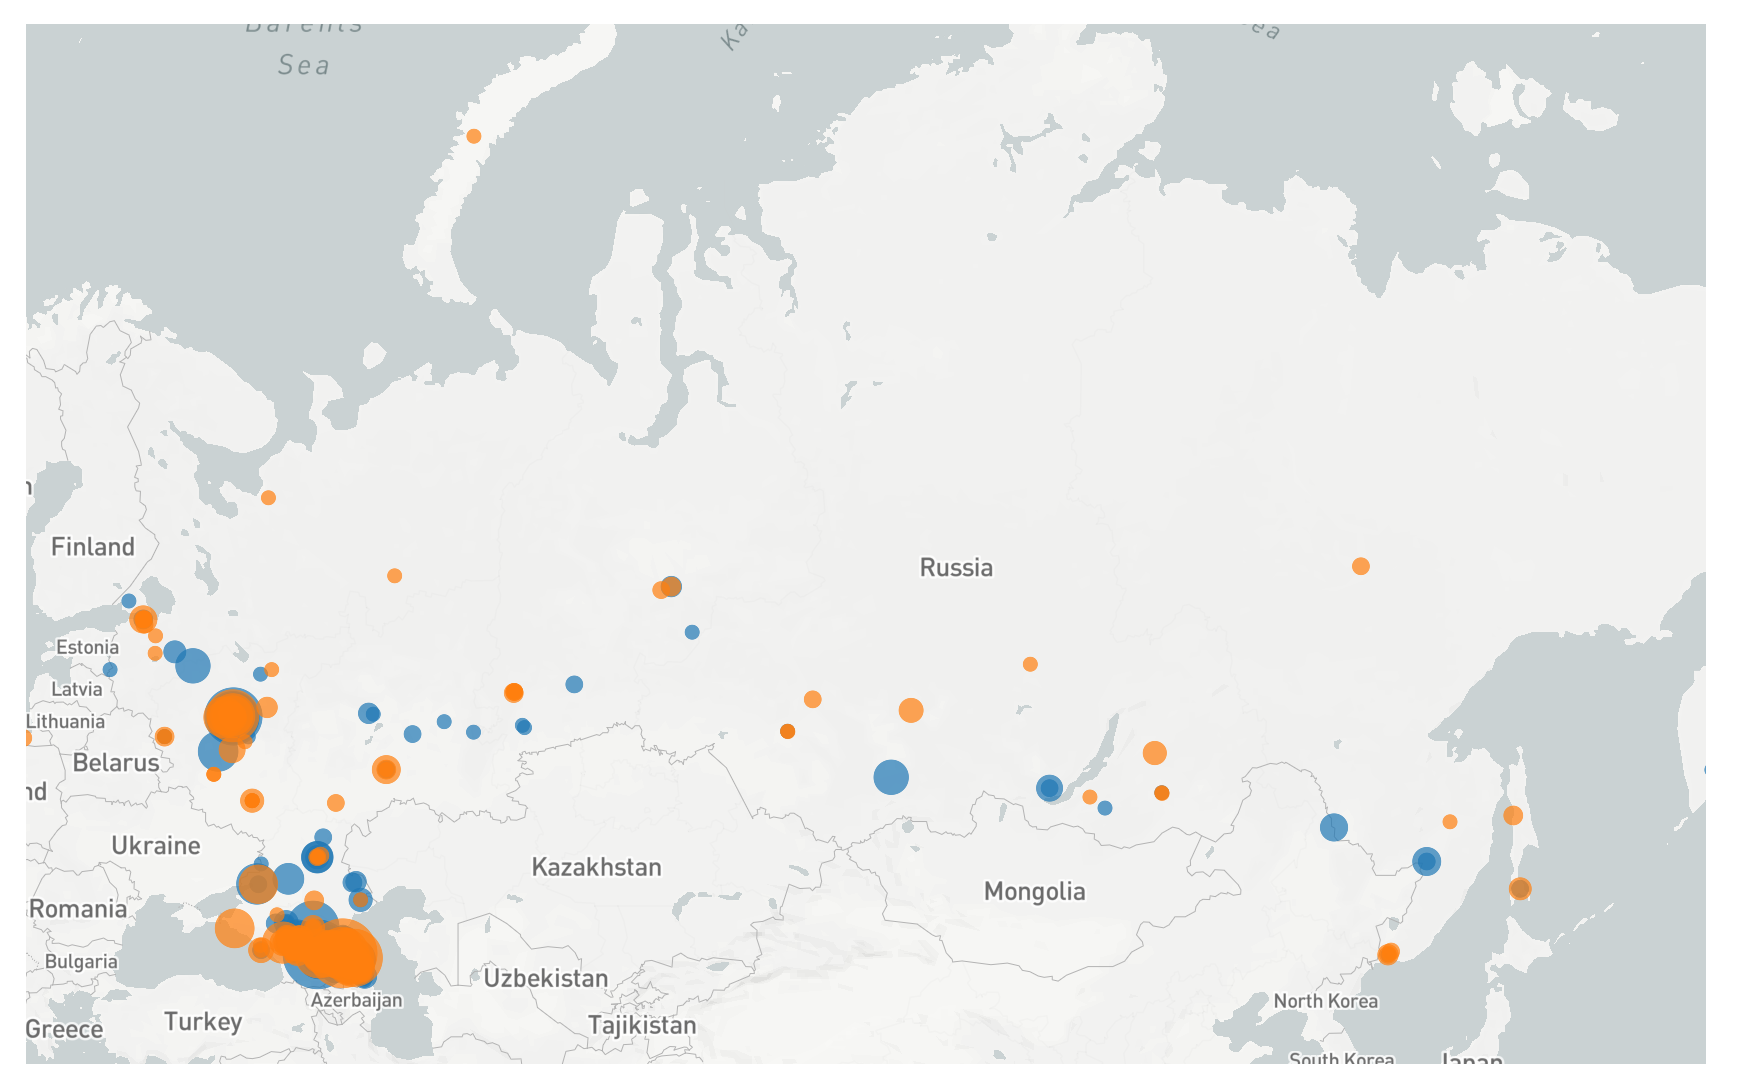 Barents
Sea
Ka
ea
Finland
Russia
Estonia
Latvia
Lithuania
Belarus
nd
Ukraine
Kazakhstan
Mongolia
Romania
Bulgaria
Uzbekistan
Azerbaijan
North Korea
Turkey
Greece
Tajikistan
South Korea
Japan